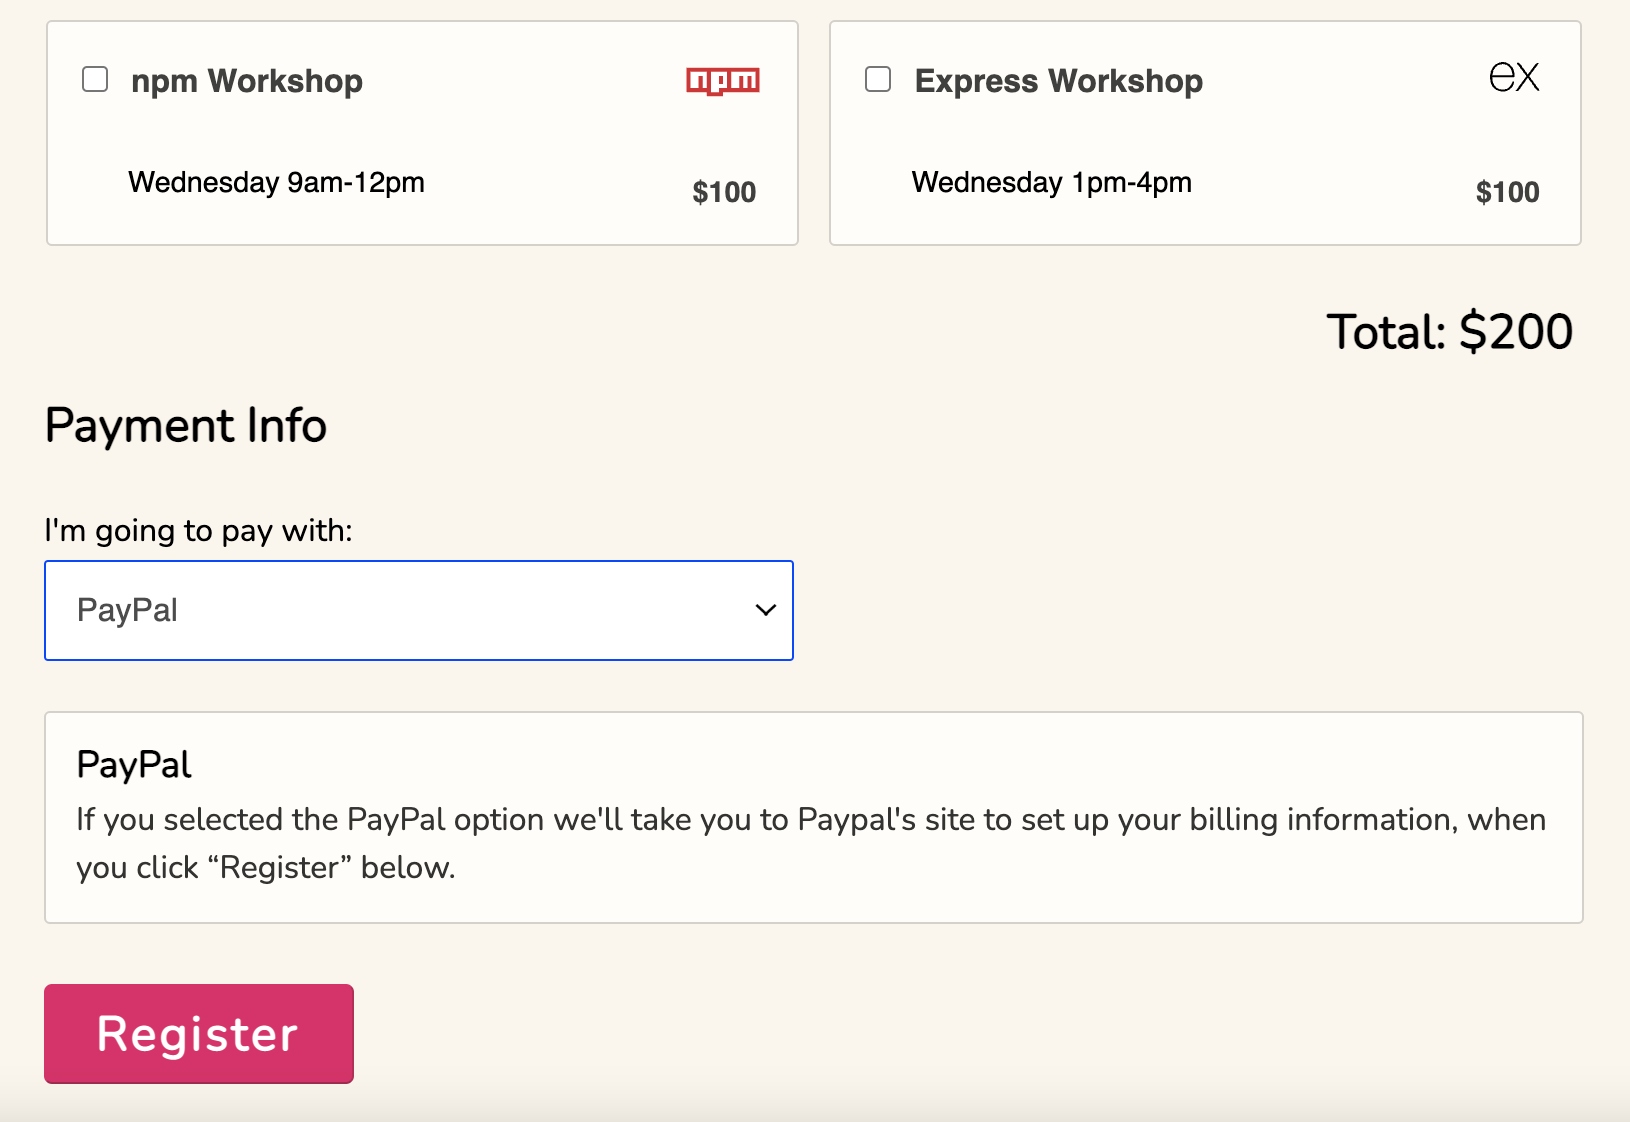 npm Workshop
npm
Wednesday 9am-12pm
$100
Express Workshop
ex
Wednesday 1pm-4pm
$100
Total: $200
Payment Info
I'm going to pay with:
PayPal
PayPal
If you selected the PayPal option we'll take you to Paypal's site to set up your billing information, when
you click “Register” below.
Register